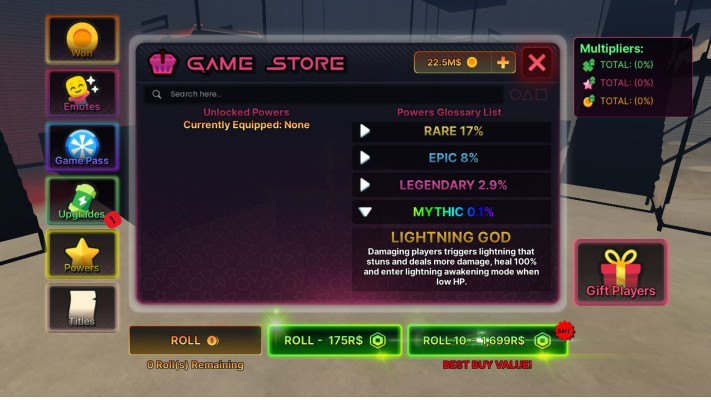 Won
Emotes
Game Pass
Upgrades
Powers
Titles
GAME STORE
22.5M$
Search here...
Unlocked Powers
Currently Equipped: None
Powers Glossary List
RARE 17%
EPIC 8%
LEGENDARY 2.9%
MYTHIC 0.1%
LIGHTNING GOD
Damaging players triggers lightning that
stuns and deals more damage, heal 100%
and enter lightning awakening mode when
low HP.
Multipliers:
TOTAL: (0%)
TOTAL: (0%)
TOTAL: (0%)
Gift Players
ROLL
0 Roll(s) Remaining
ROLL - 175R$
ROLL 10 - 1,699R$
BEST BUY VALUE!